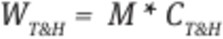 W_T&H = M * C_T&H